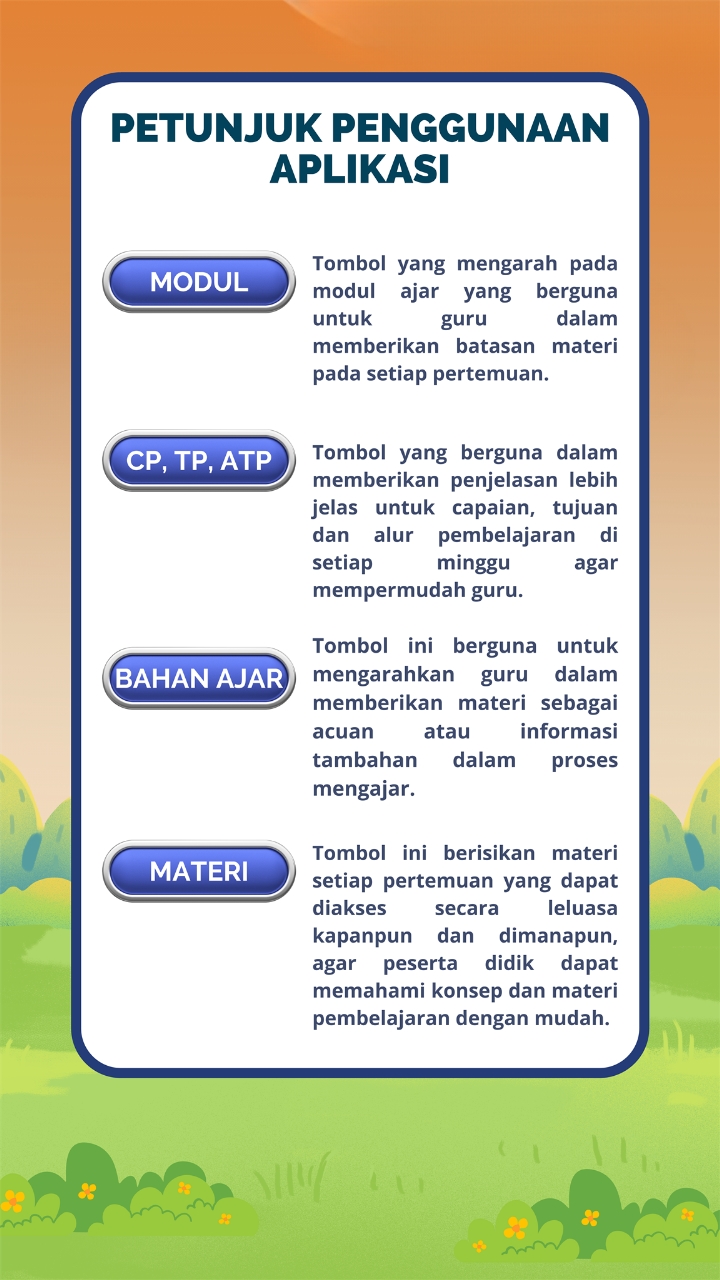 PETUNJUK PENGGUNAAN
APLIKASI
MODUL
Tombol yang mengarah pada
modul ajar yang berguna
untuk guru dalam
memberikan batasan materi
pada setiap pertemuan.
CP, TP, ATP
Tombol yang berguna dalam
memberikan penjelasan lebih
jelas untuk capaian, tujuan
dan alur pembelajaran di
setiap minggu agar
mempermudah guru.
BAHAN AJAR
Tombol ini berguna untuk
mengarahkan guru dalam
memberikan materi sebagai
acuan atau informasi
tambahan dalam proses
mengajar.
MATERI
Tombol ini berisikan materi
setiap pertemuan yang dapat
diakses secara leluasa
kapanpun dan dimanapun,
agar peserta didik dapat
memahami konsep dan materi
pembelajaran dengan mudah.